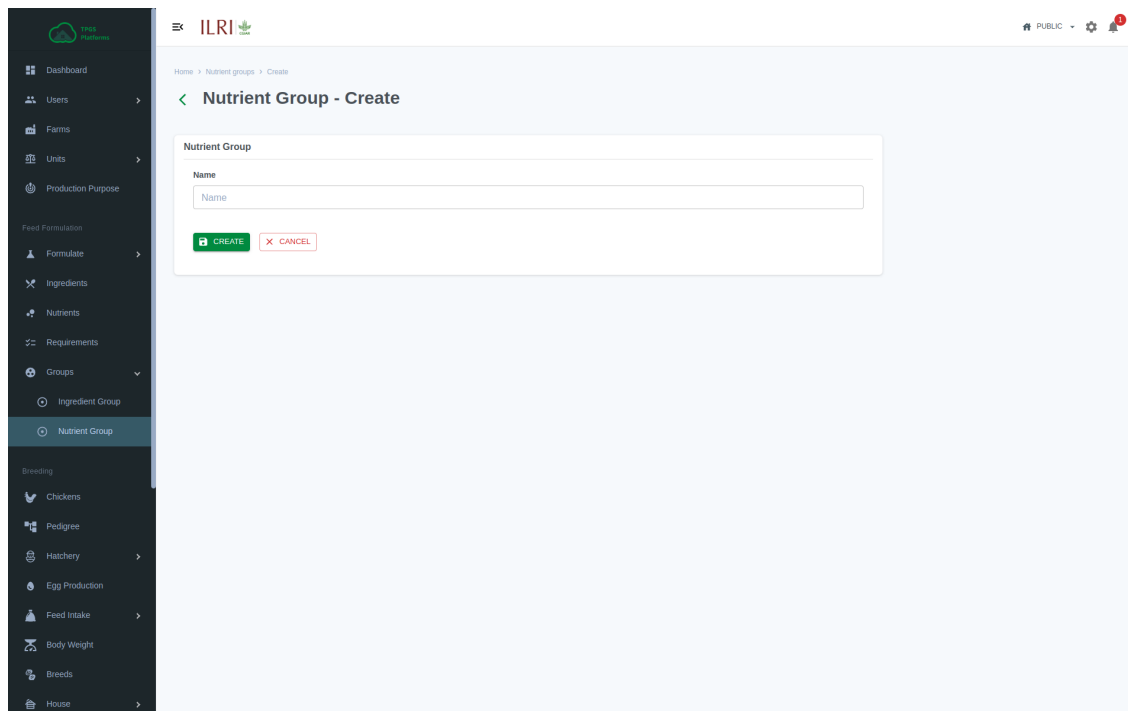 TPGS
Platforms
ILRI
CGIAR
PUBLIC
1
Dashboard
Users
Farms
Units
Production Purpose
Feed Formulation
Formulate
Ingredients
Nutrients
Requirements
Groups
Ingredient Group
Nutrient Group
Breeding
Chickens
Pedigree
Hatchery
Egg Production
Feed Intake
Body Weight
Breeds
House
Home › Nutrient groups › Create
Nutrient Group - Create
Nutrient Group
Name
Name
CREATE
CANCEL